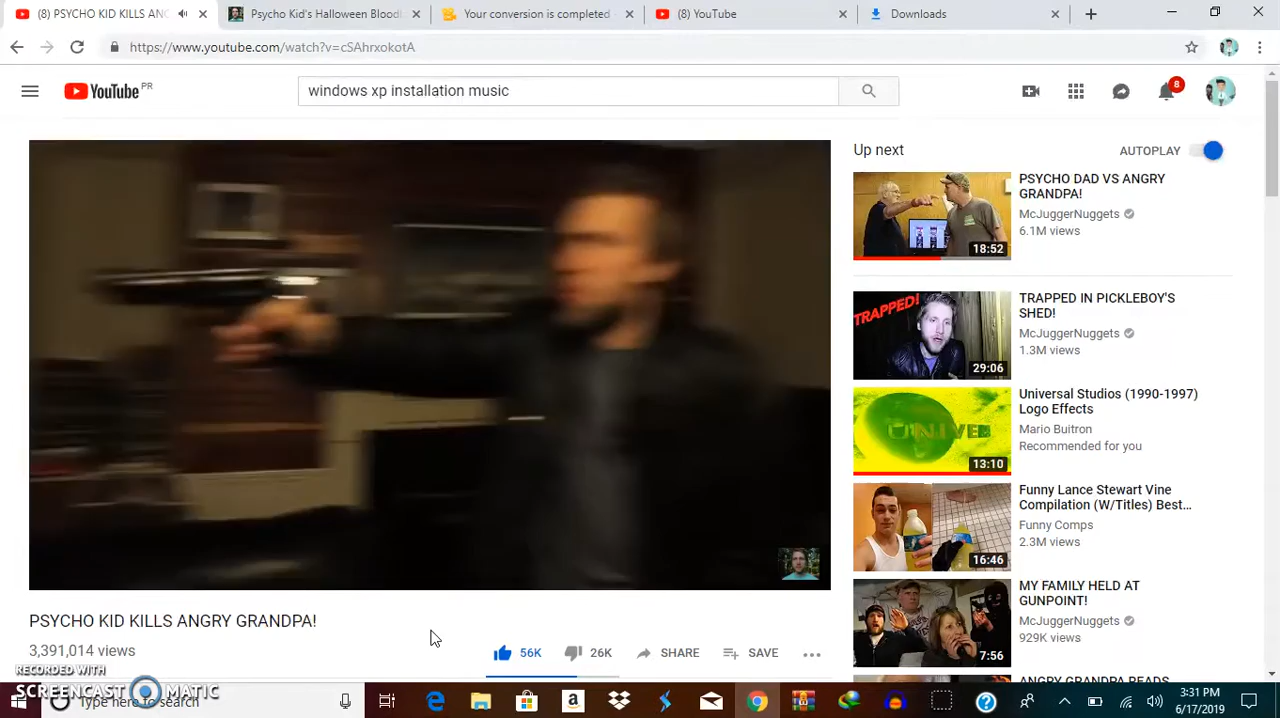 (8) PSYCHO KID KILLS ANG
Psycho Kid's Halloween Blood
Your conversion is completed
(8) YouTube
Downloads
https://www.youtube.com/watch?v=cSAhrxokotA
YouTube PR
windows xp installation music
8
Up next
AUTOPLAY
PSYCHO DAD VS ANGRY
GRANDPA!
McJuggerNuggets
6.1M views
18:52
TRAPPED!
TRAPPED IN PICKLEBOY'S
SHED!
McJuggerNuggets
1.3M views
29:06
UNIVE
Universal Studios (1990-1997)
Logo Effects
Mario Buitron
Recommended for you
13:10
Funny Lance Stewart Vine
Compilation (W/Titles) Best...
Funny Comps
2.3M views
16:46
MY FAMILY HELD AT
GUNPOINT!
McJuggerNuggets
929K views
7:56
ANGRY GRANDPA READS
PSYCHO KID KILLS ANGRY GRANDPA!
3,391,014 views
56K
26K
SHARE
SAVE
RECORDED WITH
SCREENCAST MATIC
Type here to search
3:31 PM
6/17/2019